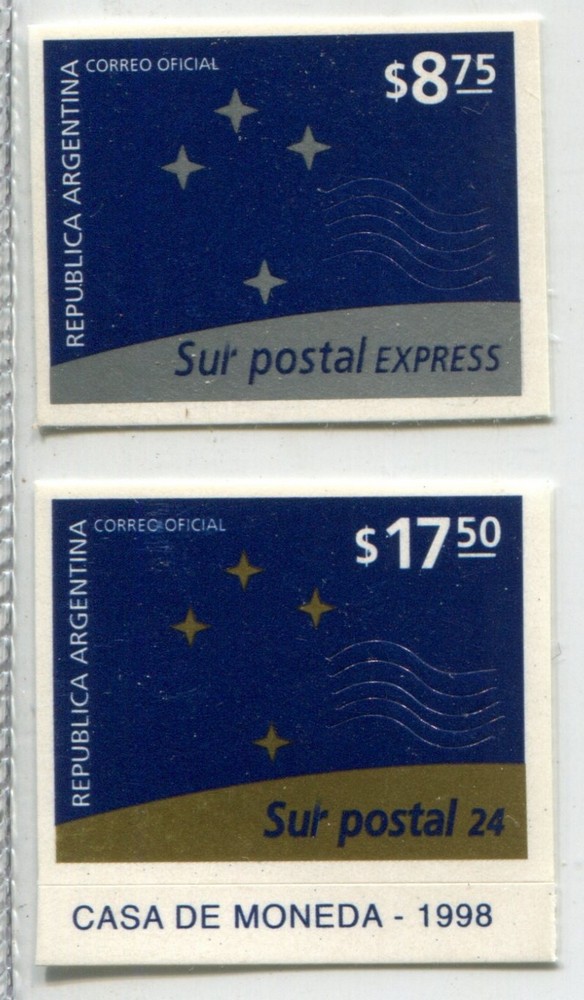 CORREO OFICIAL
$8 75
REPUBLICA ARGENTINA
Sur postal EXPRESS
CORREO OFICIAL
$17 50
REPUBLICA ARGENTINA
Sur postal 24
CASA DE MONEDA - 1998